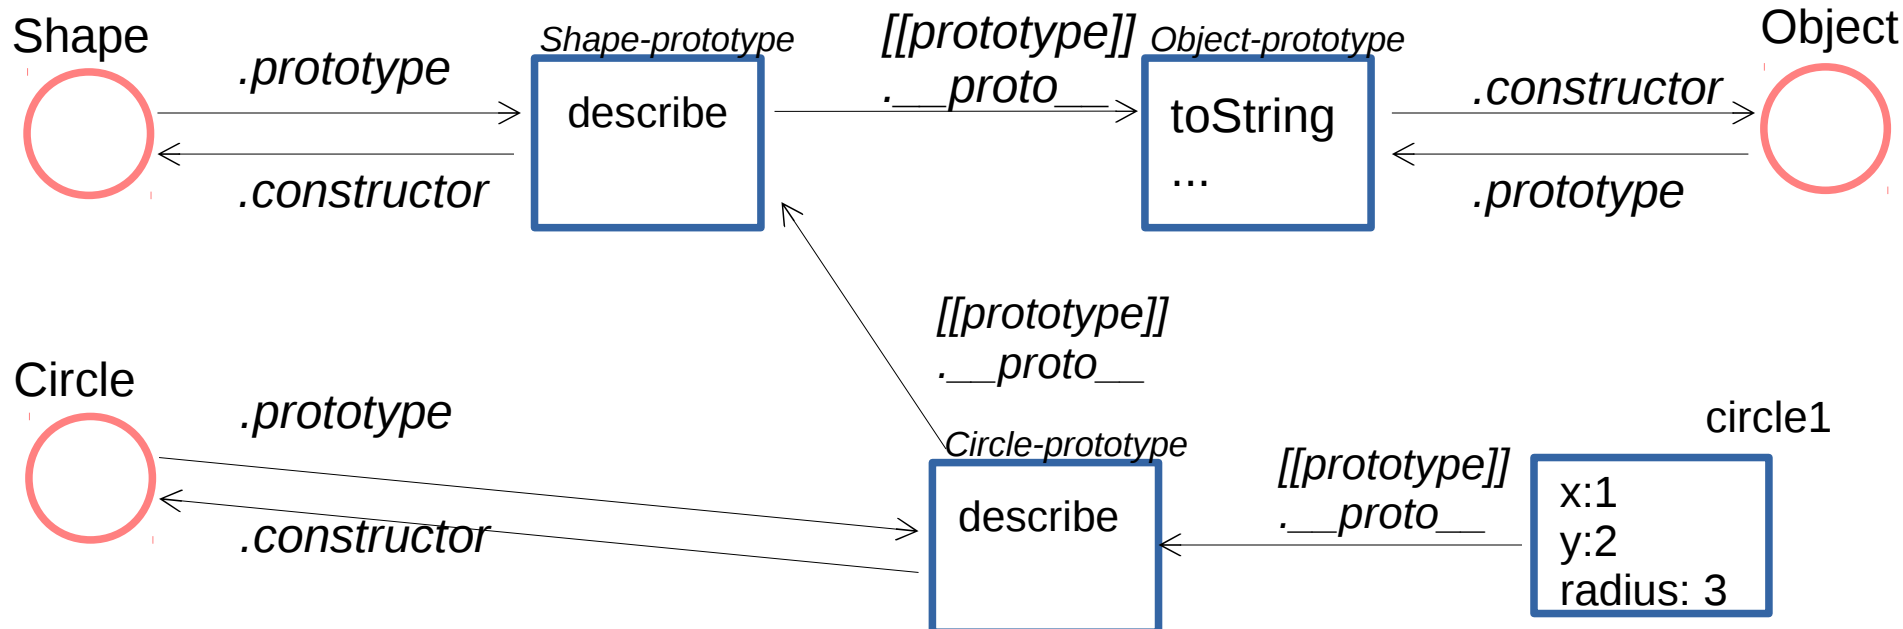 Shape
.prototype
.constructor
Shape-prototype
describe
[[prototype]]
.__proto__
Object-prototype
toString
...
.constructor
.prototype
Object
[[prototype]]
.__proto__
Circle
.prototype
.constructor
Circle-prototype
describe
[[prototype]]
.__proto__
circle1
x:1
y:2
radius: 3